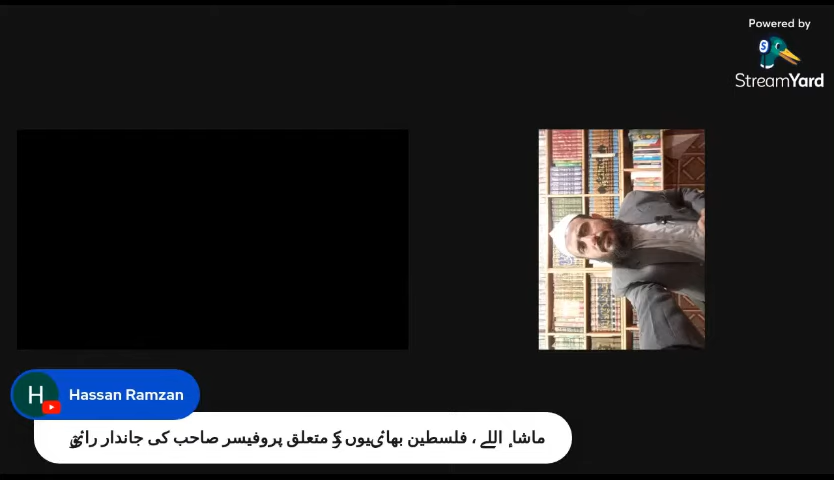 Powered by
StreamYard
H
Hassan Ramzan
ماشاء اللہ ، فلسطین بھائیوں کے متعلق پروفیسر صاحب کی جاندار رائے